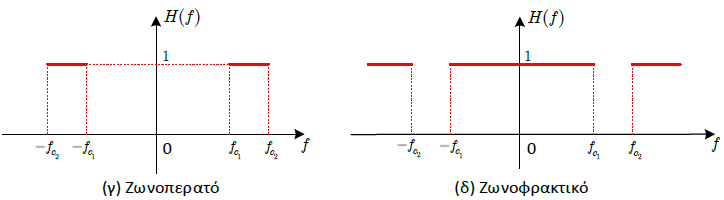 H(f)
1
-f_{c_2} -f_{c_1} 0 f_{c_1} f_{c_2} f
(γ) Ζωνοπερατό
H(f)
1
-f_{c_2} -f_{c_1} 0 f_{c_1} f_{c_2} f
(δ) Ζωνοφρακτικό